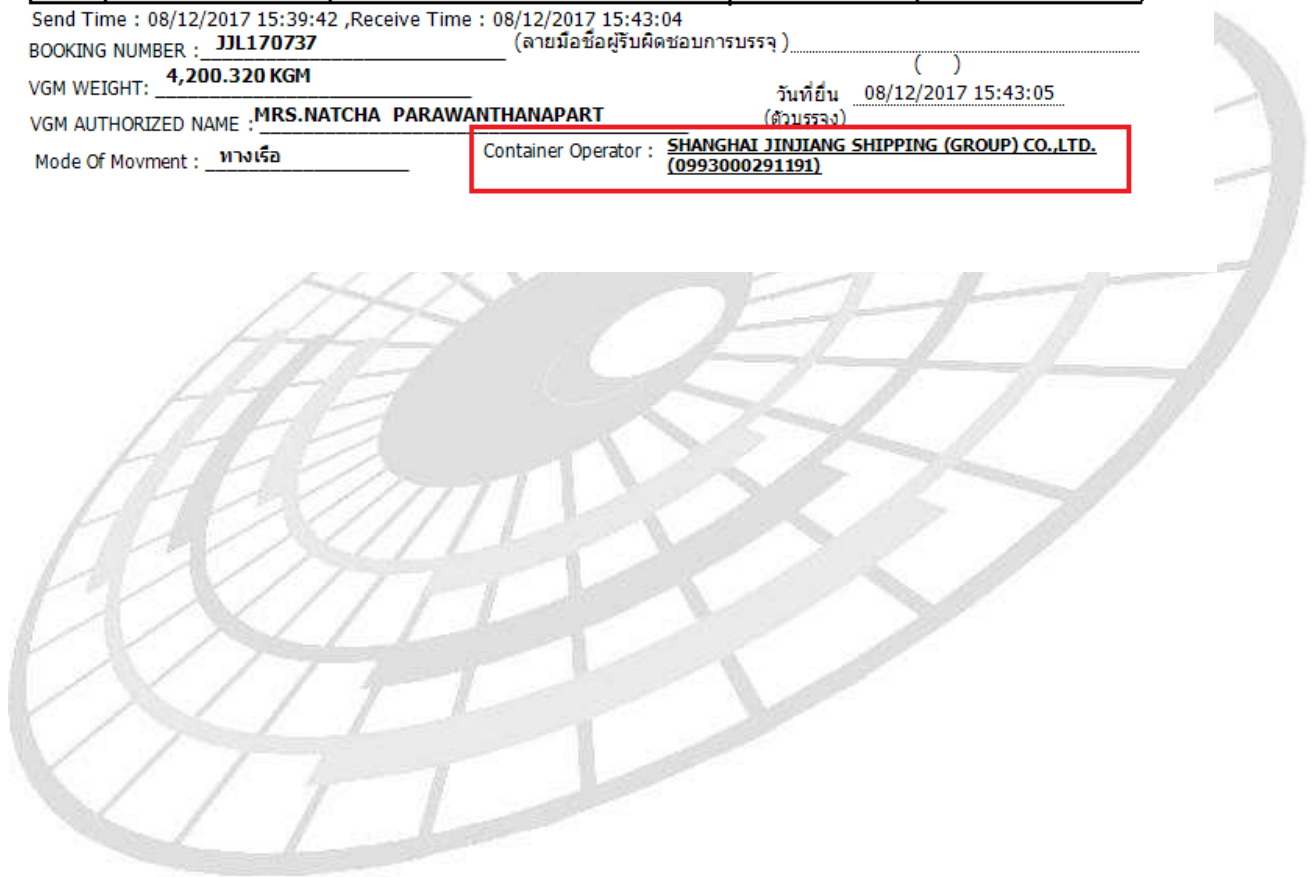 Send Time : 08/12/2017 15:39:42 ,Receive Time : 08/12/2017 15:43:04
BOOKING NUMBER : JJL170737 (ลายมือชื่อผู้รับผิดชอบการบรรจุ )
( )
VGM WEIGHT: 4,200.320 KGM วันที่ยื่น 08/12/2017 15:43:05
VGM AUTHORIZED NAME : MRS.NATCHA PARAWANTHANAPART (ตัวบรรจง)
Mode Of Movment : ทางเรือ Container Operator : SHANGHAI JINJIANG SHIPPING (GROUP) CO.,LTD.
(0993000291191)